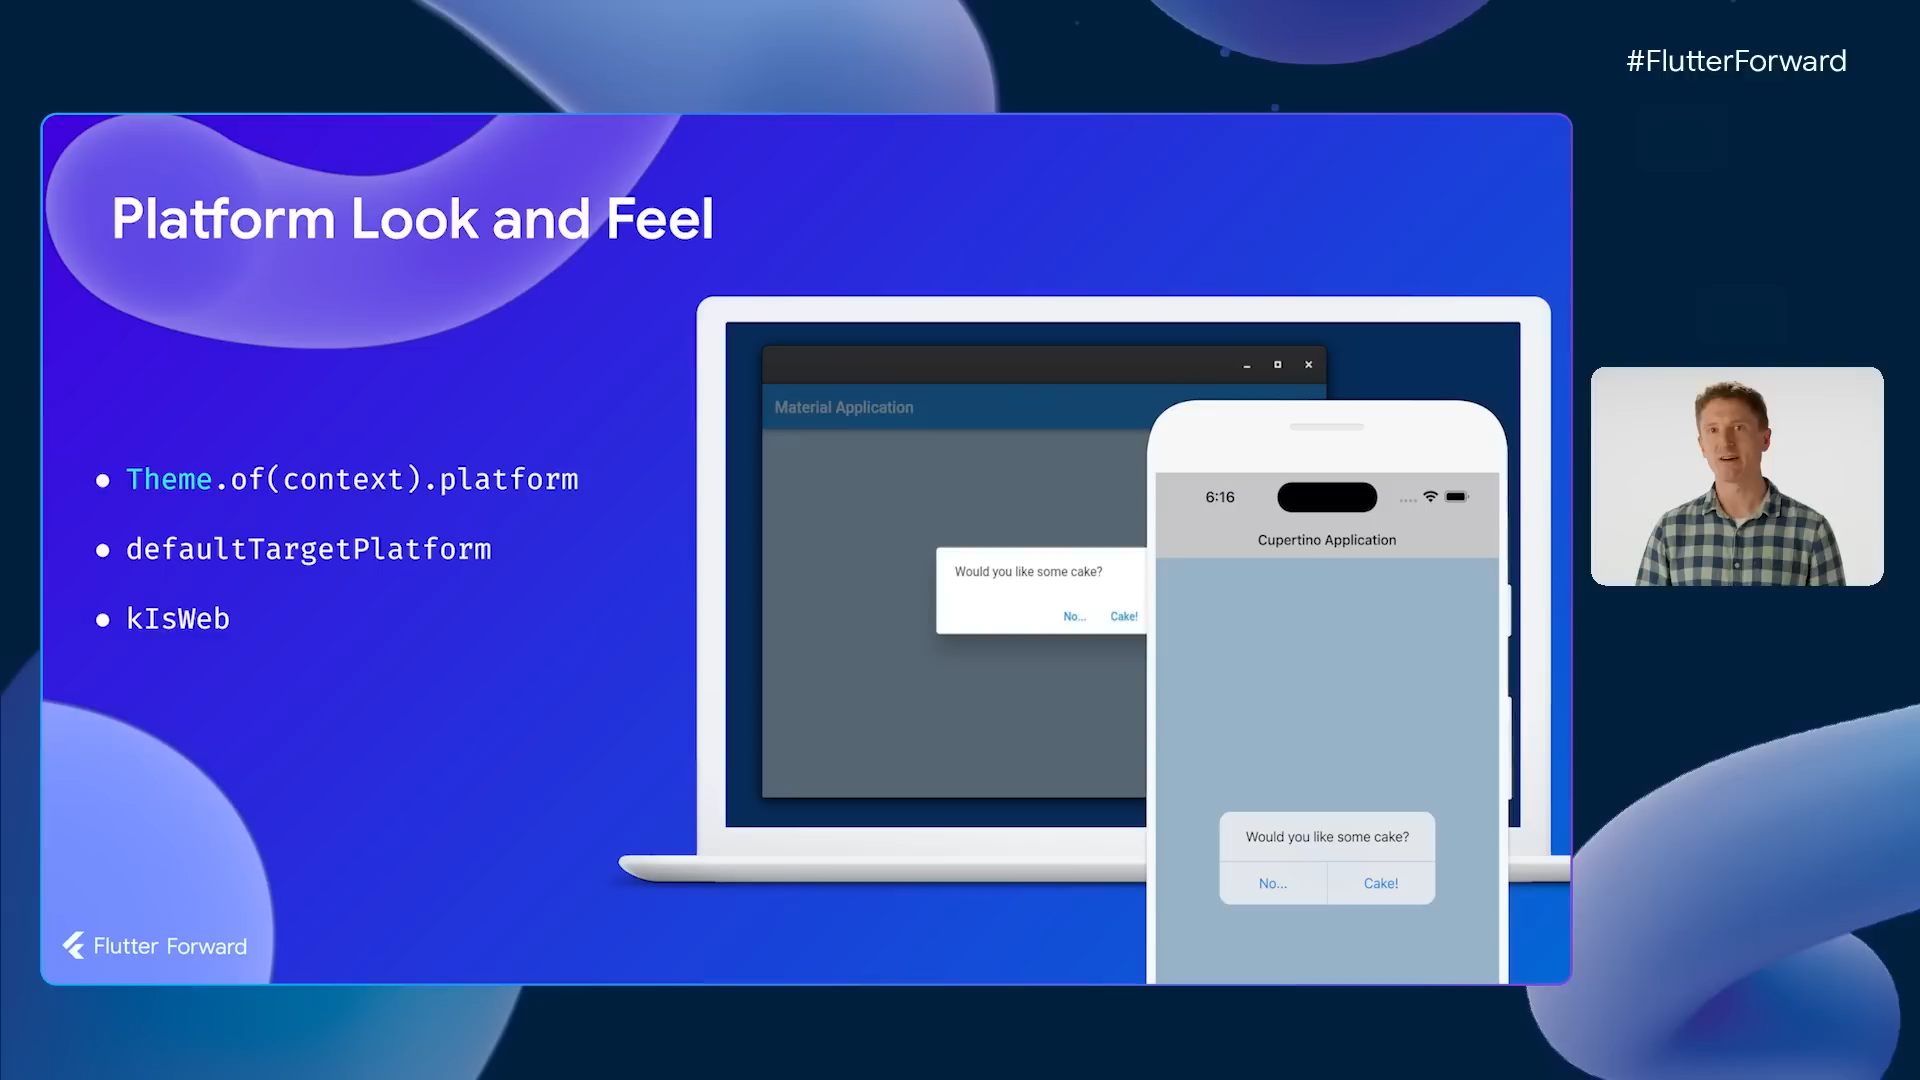 #FlutterForward
Platform Look and Feel
Theme.of(context).platform
defaultTargetPlatform
kIsWeb
Material Application
Would you like some cake?
No...
Cake!
6:16
Cupertino Application
Would you like some cake?
No...
Cake!
Flutter Forward